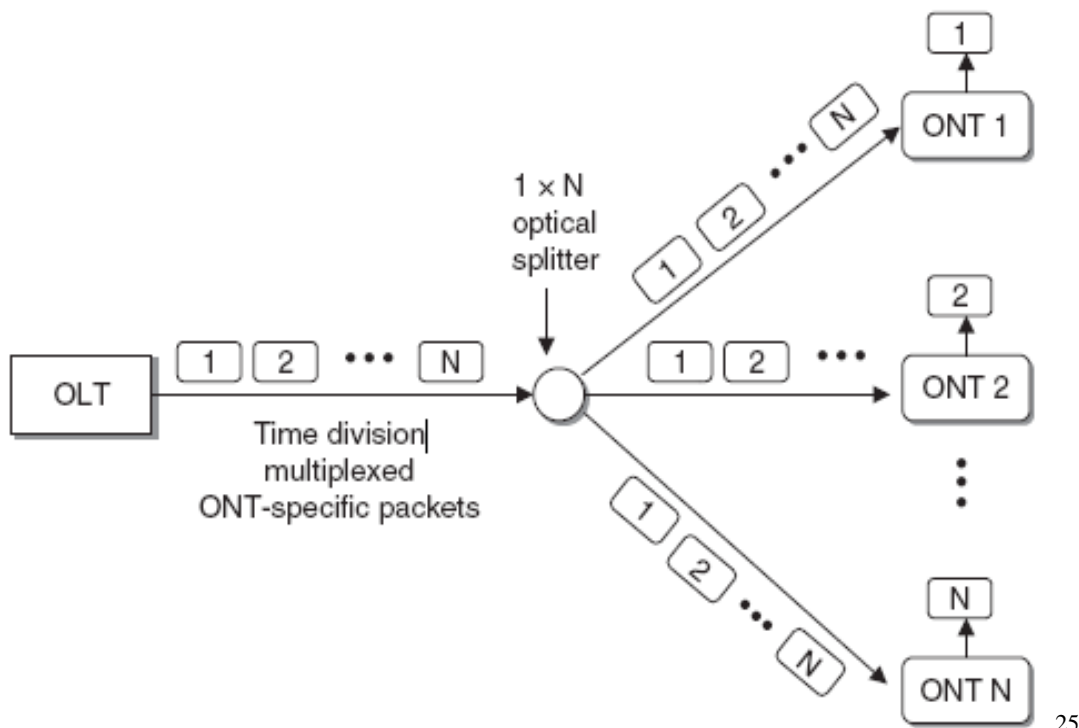 1
ONT 1
1 2 ••• N
1 × N
optical
splitter
2
1 2 ••• N
1 2 •••
OLT
ONT 2
Time division
multiplexed
ONT-specific packets
1 2 ••• N
N
ONT N
25